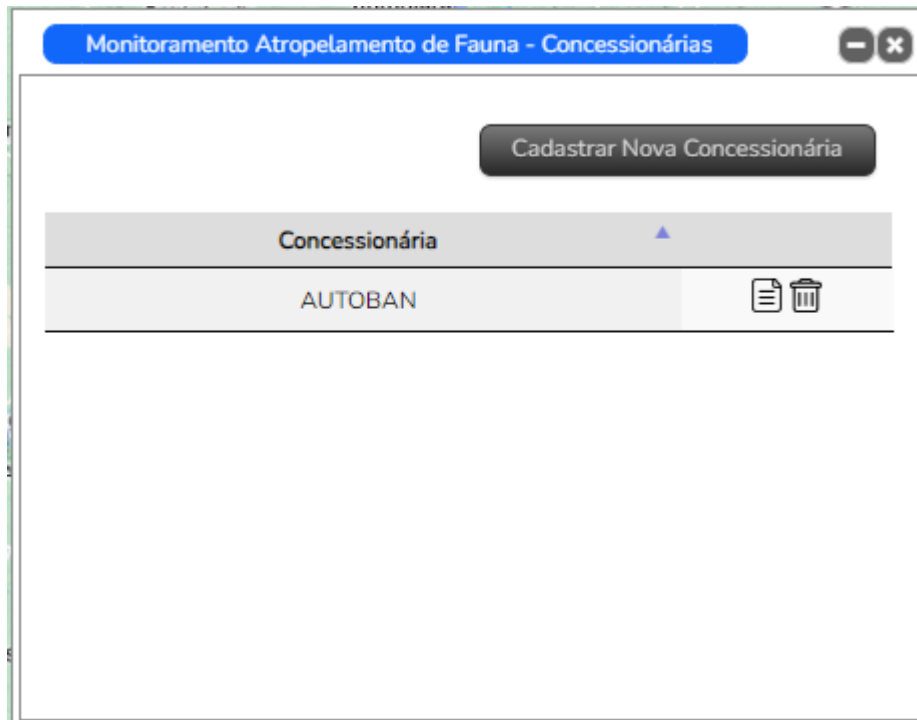 Monitoramento Atropelamento de Fauna - Concessionárias
Cadastrar Nova Concessionária
Concessionária
AUTOBAN